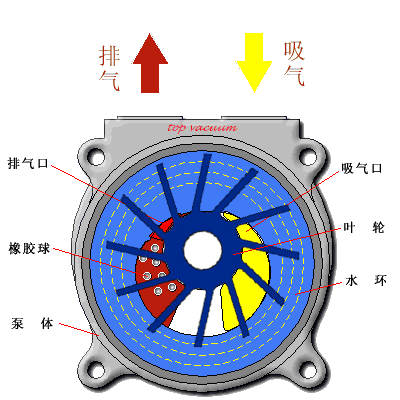 排气
吸气
top vacuum
排气口
吸气口
叶 轮
橡胶球
水 环
泵 体